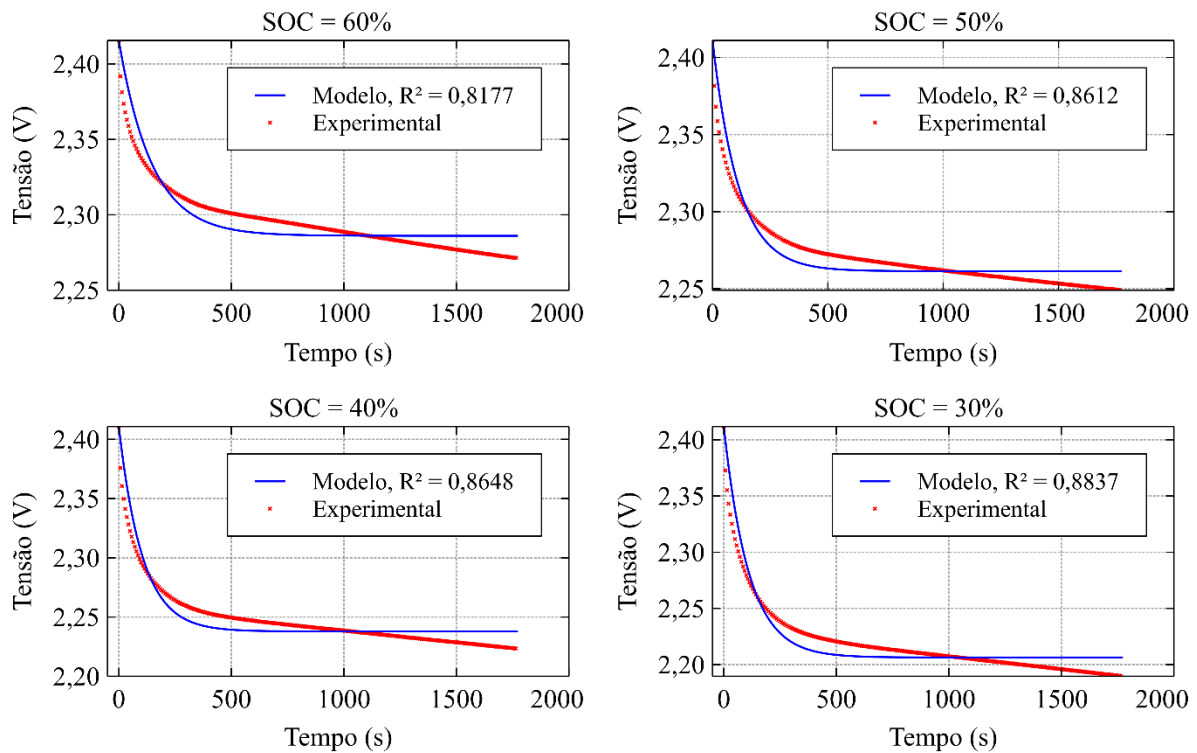 SOC = 60%
2,40
2,35
2,30
2,25
Tensão (V)
Modelo, R² = 0,8177
Experimental
0
500
1000
1500
2000
Tempo (s)
SOC = 50%
2,40
2,35
2,30
2,25
Tensão (V)
Modelo, R² = 0,8612
Experimental
0
500
1000
1500
2000
Tempo (s)
SOC = 40%
2,40
2,35
2,30
2,25
2,20
Tensão (V)
Modelo, R² = 0,8648
Experimental
0
500
1000
1500
2000
Tempo (s)
SOC = 30%
2,40
2,35
2,30
2,25
2,20
Tensão (V)
Modelo, R² = 0,8837
Experimental
0
500
1000
1500
2000
Tempo (s)